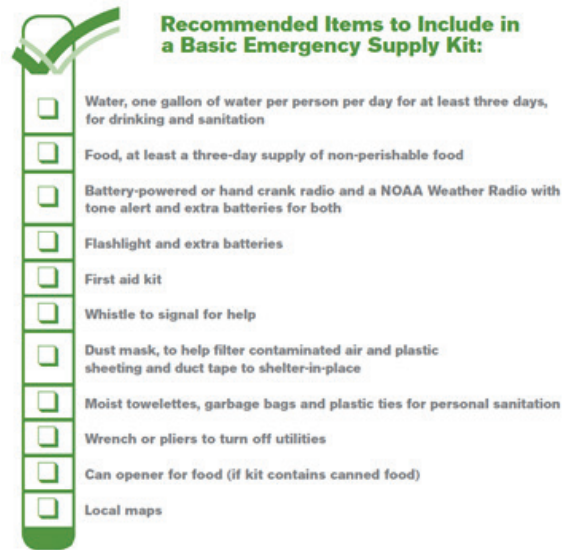 Recommended Items to Include in
a Basic Emergency Supply Kit:
Water, one gallon of water per person per day for at least three days,
for drinking and sanitation
Food, at least a three-day supply of non-perishable food
Battery-powered or hand crank radio and a NOAA Weather Radio with
tone alert and extra batteries for both
Flashlight and extra batteries
First aid kit
Whistle to signal for help
Dust mask, to help filter contaminated air and plastic
sheeting and duct tape to shelter-in-place
Moist towelettes, garbage bags and plastic ties for personal sanitation
Wrench or pliers to turn off utilities
Can opener for food (if kit contains canned food)
Local maps